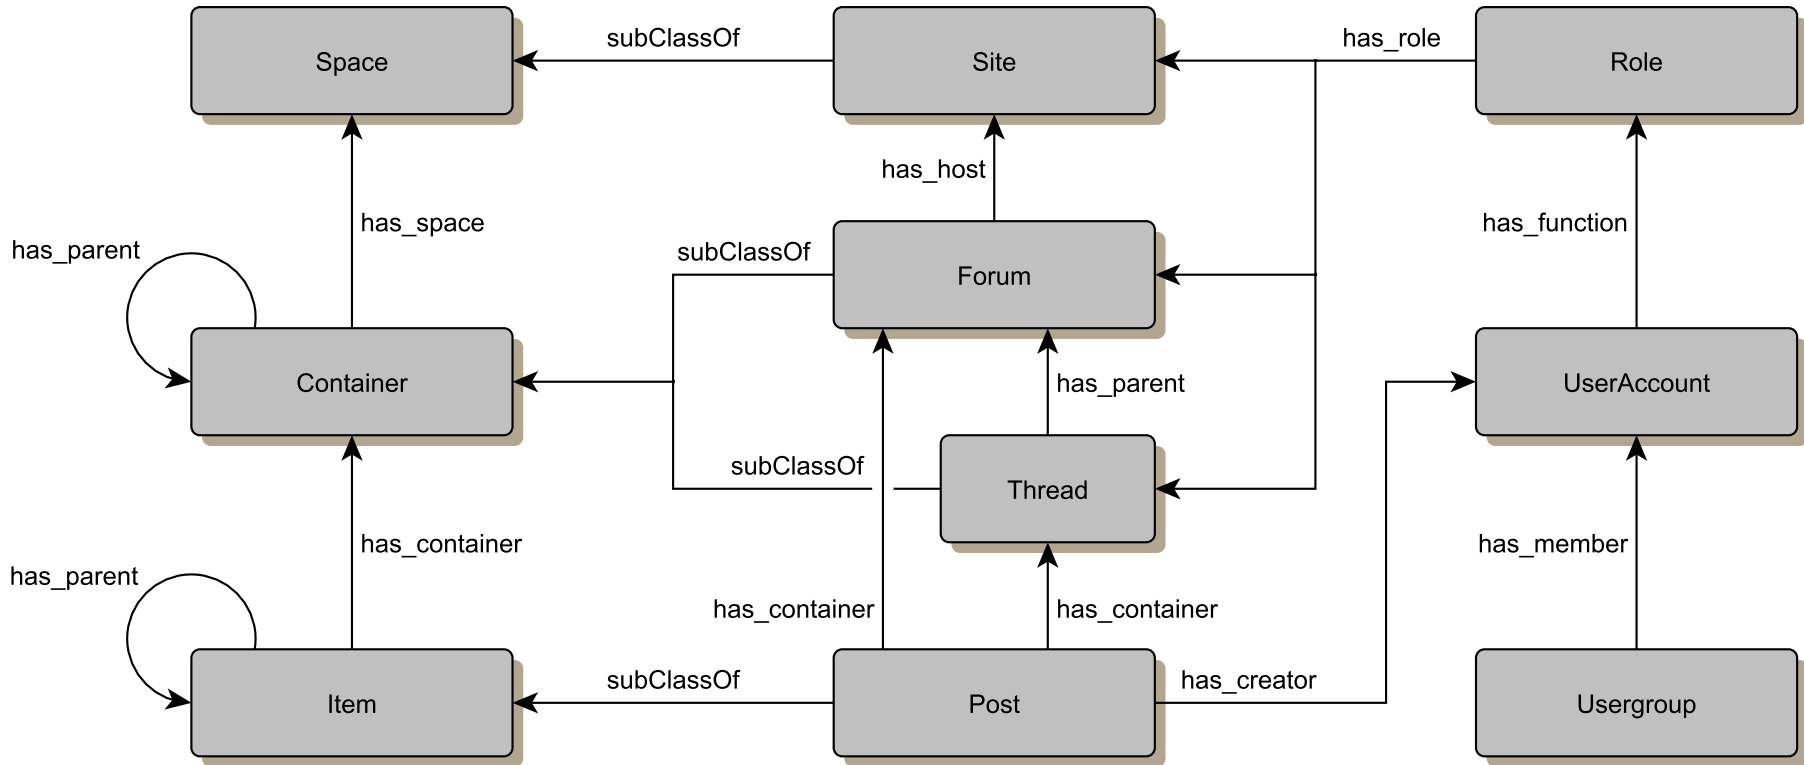 subClassOf
has_role
Space
Site
Role
has_host
has_space
has_function
has_parent
subClassOf
Forum
Container
has_parent
UserAccount
subClassOf
Thread
has_container
has_member
has_parent
has_container
has_container
subClassOf
has_creator
Item
Post
Usergroup